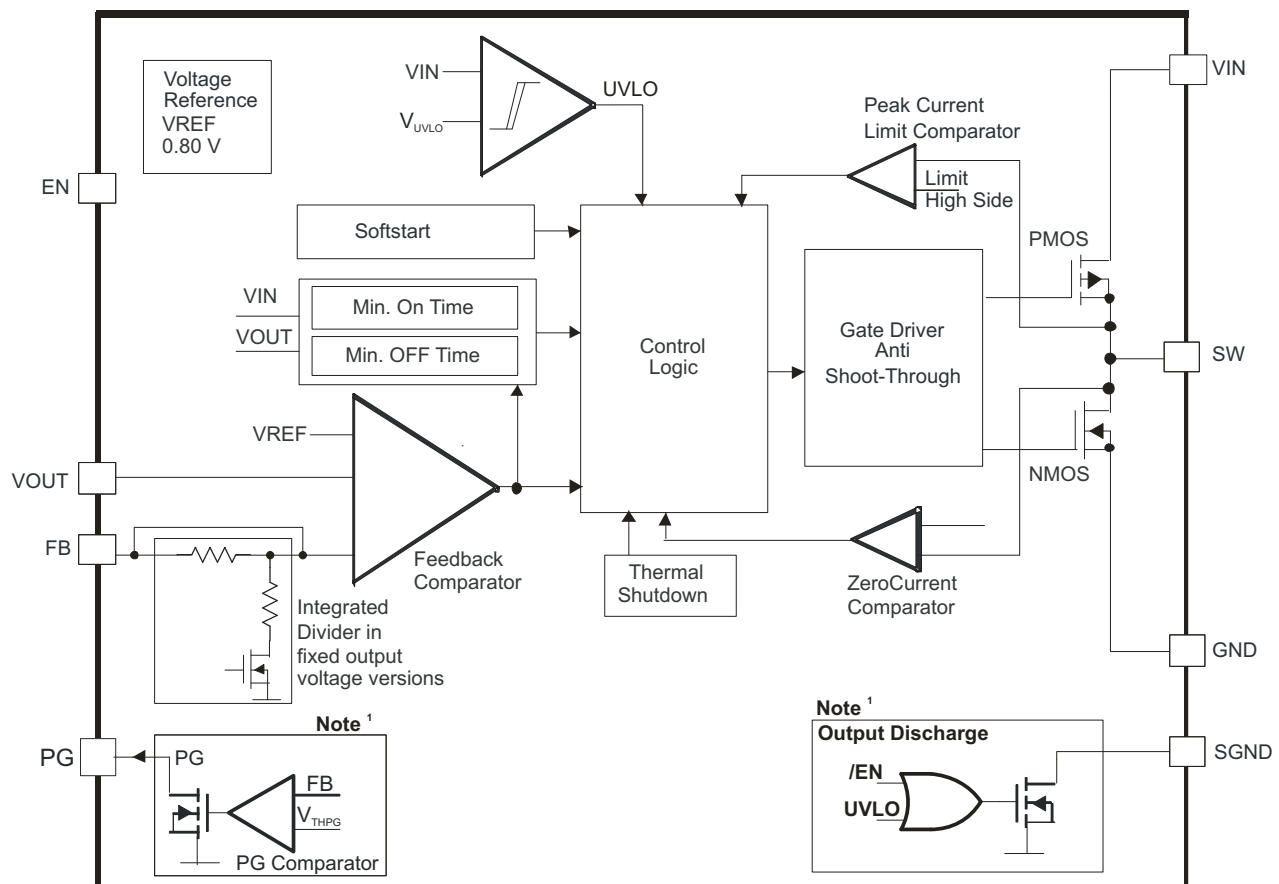 Voltage
Reference
VREF
0.80 V
VIN
V_UVLO
UVLO
Peak Current
Limit Comparator
Limit
High Side
VIN
EN
Softstart
PMOS
VIN
VOUT
Min. On Time
Min. OFF Time
Control
Logic
Gate Driver
Anti
Shoot-Through
SW
VREF
VOUT
NMOS
FB
Feedback
Comparator
Thermal
Shutdown
ZeroCurrent
Comparator
Integrated
Divider in
fixed output
voltage versions
GND
Note ¹
PG
PG
FB
V_THPG
PG Comparator
Note ¹
Output Discharge
/EN
UVLO
SGND